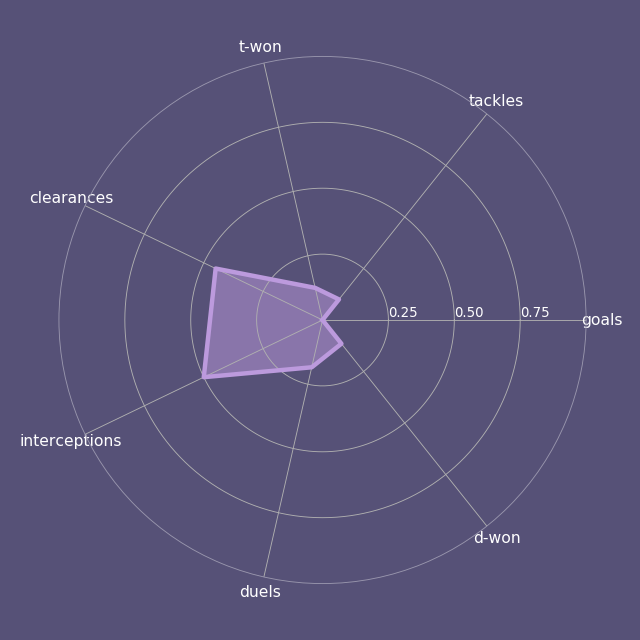 t-won
tackles
clearances
0.25 0.50 0.75
goals
interceptions
d-won
duels